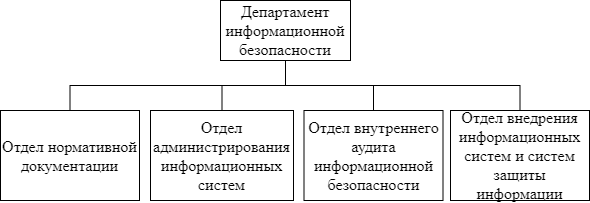 Департамент
информационной
безопасности
Отдел нормативной
документации
Отдел
администрирования
информационных
систем
Отдел внутреннего
аудита
информационной
безопасности
Отдел внедрения
информационных
систем и систем
защиты
информации